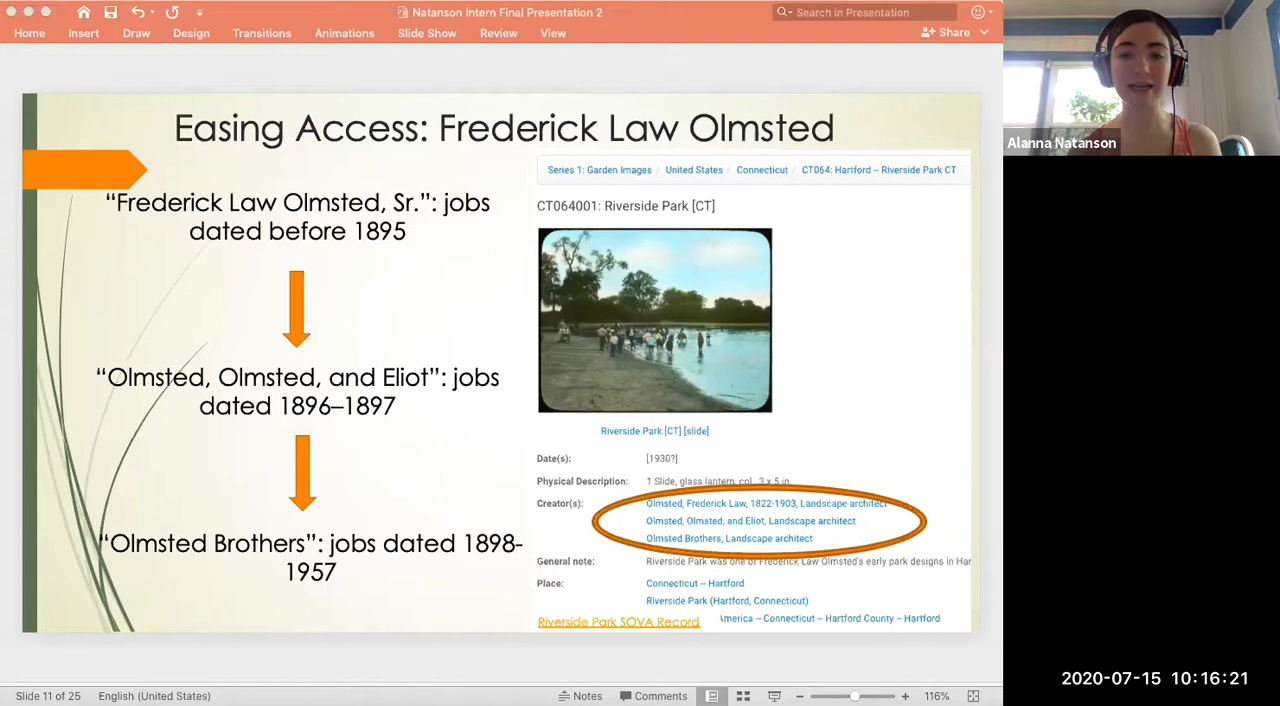 Natanson Intern Final Presentation 2
Search in Presentation
Home Insert Draw Design Transitions Animations Slide Show Review View
Share
Easing Access: Frederick Law Olmsted
“Frederick Law Olmsted, Sr.”: jobs
dated before 1895
“Olmsted, Olmsted, and Eliot”: jobs
dated 1896–1897
“Olmsted Brothers”: jobs dated 1898-
1957
Series 1: Garden Images / United States / Connecticut / CT064: Hartford -- Riverside Park CT
CT064001: Riverside Park [CT]
Riverside Park [CT] [slide]
Date(s): [1930?]
Physical Description: 1 Slide, glass lantern, col., 3 x 5 in.
Creator(s): Olmsted, Frederick Law, 1822-1903, Landscape architect
Olmsted, Olmsted, and Eliot, Landscape architect
Olmsted Brothers, Landscape architect
General note: Riverside Park was one of Frederick Law Olmsted's early park designs in Har
Place: Connecticut -- Hartford
Riverside Park (Hartford, Connecticut)
America -- Connecticut -- Hartford County -- Hartford
Riverside Park SOVA Record
Slide 11 of 25 English (United States)
Notes Comments 116%
Alanna Natanson
2020-07-15 10:16:21